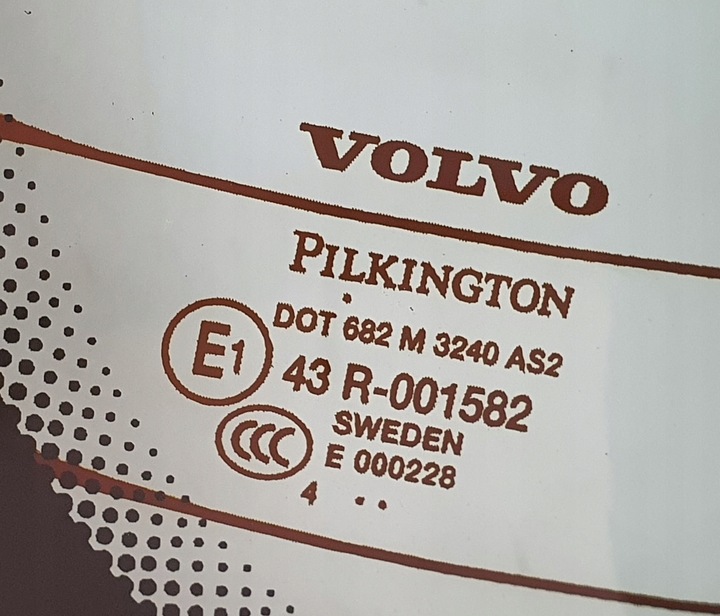 VOLVO
PILKINGTON
DOT 682 M 3240 AS2
E1 43 R-001582
CCC SWEDEN
E 000228
4 ..